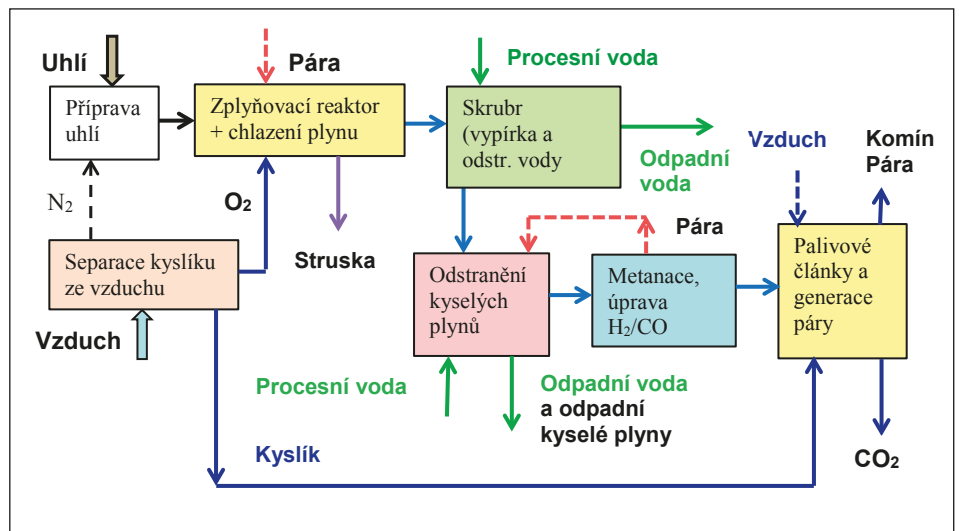 Uhlí
Pára
Procesní voda
Příprava
uhlí
Zplyňovací reaktor
+ chlazení plynu
Skrubr
(vypírka a
odstr. vody
Odpadní
voda
Vzduch
Komín
Pára
N₂
O₂
Struska
Separace kyslíku
ze vzduchu
Vzduch
Pára
Odstranění
kyselých
plynů
Metanace,
úprava
H₂/CO
Palivové
články a
generace
páry
Procesní voda
Odpadní voda
a odpadní
kyselé plyny
Kyslík
CO₂